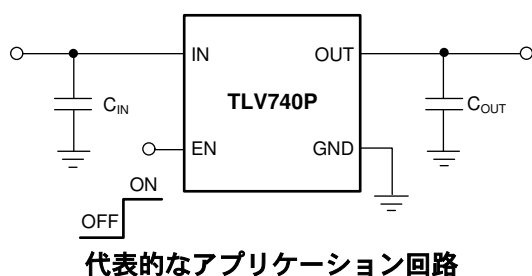 IN
OUT
TLV740P
C_IN
C_OUT
EN
GND
ON
OFF
代表的なアプリケーション回路